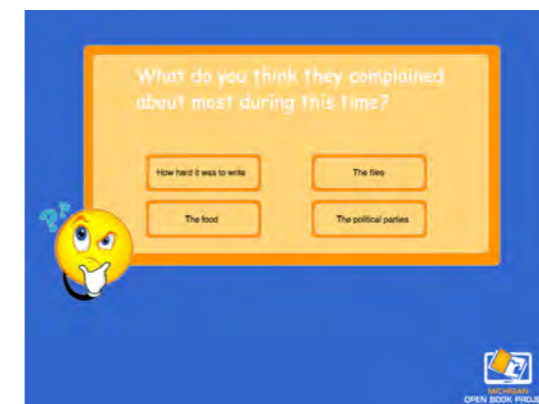 What do you think they complained
about most during this time?
How hard it was to write
The flies
The food
The political parties
??
MICHIGAN
OPEN BOOK PROJE